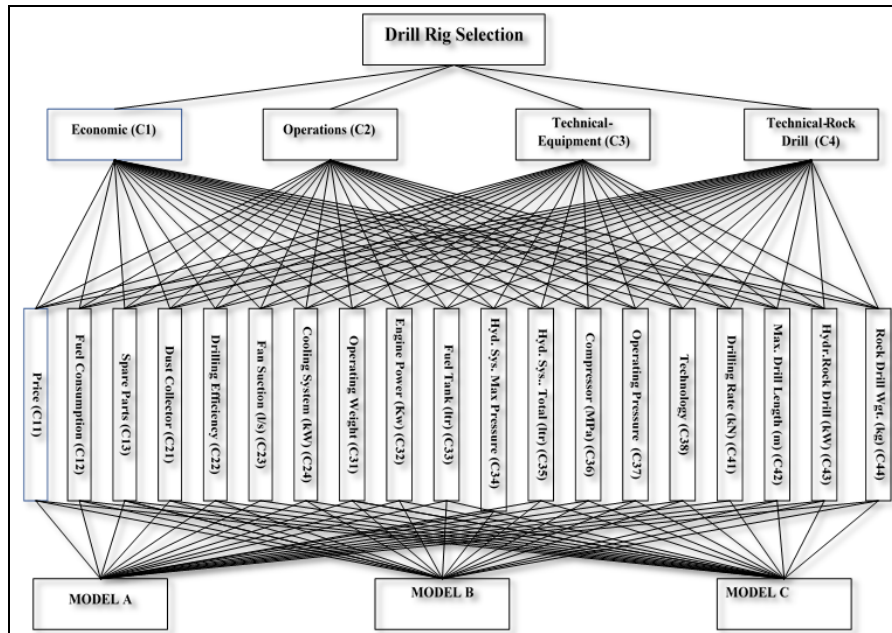 Drill Rig Selection
Economic (C1)
Operations (C2)
Technical-
Equipment (C3)
Technical-Rock
Drill (C4)
Price (C11)
Fuel Consumption (C12)
Spare Parts (C13)
Dust Collector (C21)
Drilling Efficiency (C22)
Fan Suction (l/s) (C23)
Cooling System (kW) (C24)
Operating Weight (C31)
Engine Power (Kw) (C32)
Fuel Tank (ltr) (C33)
Hyd. Sys. Max Pressure (C34)
Hyd. Sys.. Total (ltr) (C35)
Compressor (MPa) (C36)
Operating Pressure (C37)
Technology (C38)
Drilling Rate (kN) (C41)
Max. Drill Length (m) (C42)
Hydr.Rock Drill (kW) (C43)
Rock Drill Wgt. (kg) (C44)
MODEL A
MODEL B
MODEL C